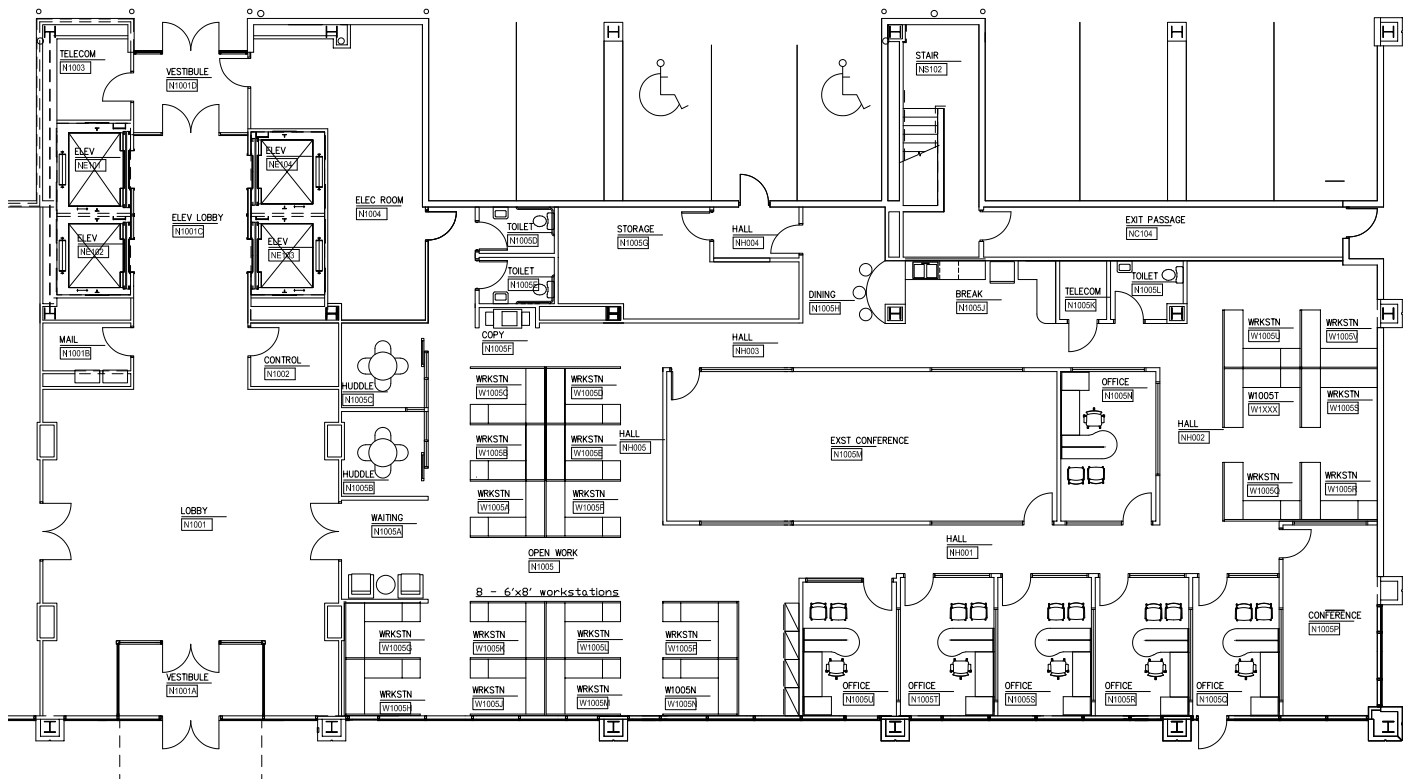 TELECOM
N1003
VESTIBULE
N1001D
STAIR
NS102
ELEV
NE101
ELEV
NE104
ELEC ROOM
N1004
ELEV LOBBY
N1001C
ELEV
NE102
ELEV
NE103
TOILET
N1005D
STORAGE
N1005G
HALL
NH004
EXIT PASSAGE
NC104
TOILET
N1005E
DINING
N1005H
BREAK
N1005J
TELECOM
N1005K
TOILET
N1005L
MAIL
N1001B
CONTROL
N1002
COPY
N1005F
HALL
NH003
WRKSTN
W1005U
WRKSTN
W1005V
HUDDLE
N1005C
WRKSTN
W1005C
WRKSTN
W1005D
OFFICE
N1005N
W1005T
W1XXX
WRKSTN
W1005S
WRKSTN
W1005B
WRKSTN
W1005E
HALL
NH005
EXST CONFERENCE
N1005M
HALL
NH002
HUDDLE
N1005B
WRKSTN
W1005A
WRKSTN
W1005F
WRKSTN
W1005Q
WRKSTN
W1005R
LOBBY
N1001
WAITING
N1005A
OPEN WORK
N1005
HALL
NH001
8 - 6'x8' workstations
CONFERENCE
N1005P
WRKSTN
W1005G
WRKSTN
W1005K
WRKSTN
W1005L
WRKSTN
W1005P
VESTIBULE
N1001A
WRKSTN
W1005H
WRKSTN
W1005J
WRKSTN
W1005M
W1005N
W1005N
OFFICE
N1005U
OFFICE
N1005T
OFFICE
N1005S
OFFICE
N1005R
OFFICE
N1005Q